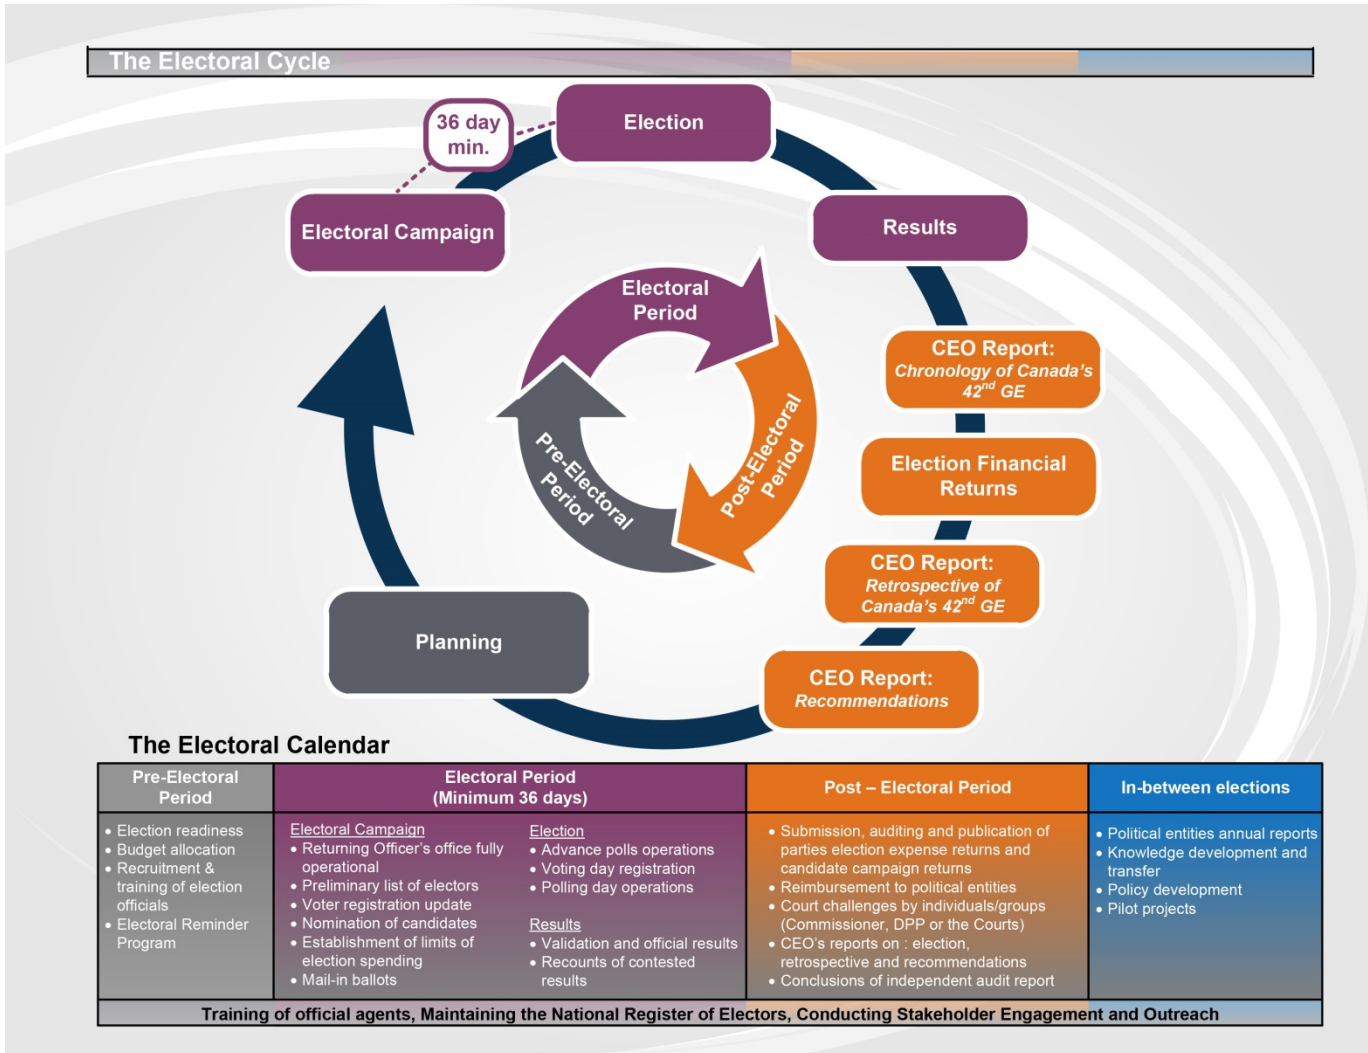 The Electoral Cycle
36 day
min.
Election
Electoral Campaign
Results
Electoral
Period
CEO Report:
Chronology of Canada's
42nd GE
Post-Electoral
Period
Pre-Electoral
Period
Election Financial
Returns
CEO Report:
Retrospective of
Canada's 42nd GE
Planning
CEO Report:
Recommendations
The Electoral Calendar
Pre-Electoral
Period
Electoral Period
(Minimum 36 days)
Post – Electoral Period
In-between elections
• Election readiness
• Budget allocation
• Recruitment &
training of election
officials
• Electoral Reminder
Program
Electoral Campaign
• Returning Officer's office fully
operational
• Preliminary list of electors
• Voter registration update
• Nomination of candidates
• Establishment of limits of
election spending
• Mail-in ballots
Election
• Advance polls operations
• Voting day registration
• Polling day operations
Results
• Validation and official results
• Recounts of contested
results
• Submission, auditing and publication of
parties election expense returns and
candidate campaign returns
• Reimbursement to political entities
• Court challenges by individuals/groups
(Commissioner, DPP or the Courts)
• CEO's reports on : election,
retrospective and recommendations
• Conclusions of independent audit report
• Political entities annual reports
• Knowledge development and
transfer
• Policy development
• Pilot projects
Training of official agents, Maintaining the National Register of Electors, Conducting Stakeholder Engagement and Outreach